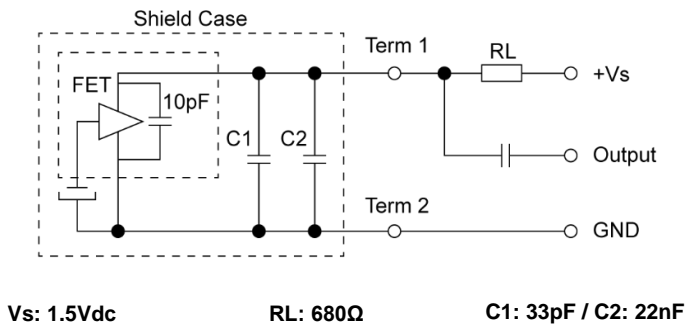 Shield Case
Term 1
RL
+Vs
FET
10pF
C1
C2
Output
Term 2
GND
Vs: 1.5Vdc
RL: 680Ω
C1: 33pF / C2: 22nF